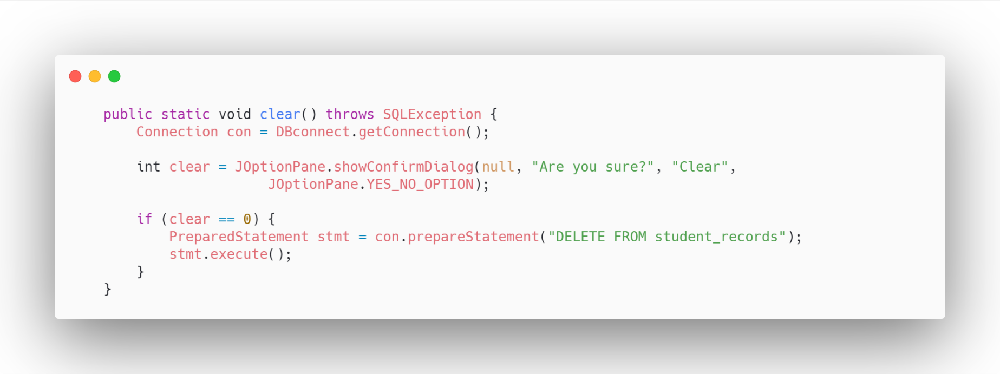 public static void clear() throws SQLException {
    Connection con = DBconnect.getConnection();

    int clear = JOptionPane.showConfirmDialog(null, "Are you sure?", "Clear",
                    JOptionPane.YES_NO_OPTION);

    if (clear == 0) {
        PreparedStatement stmt = con.prepareStatement("DELETE FROM student_records");
        stmt.execute();
    }
}